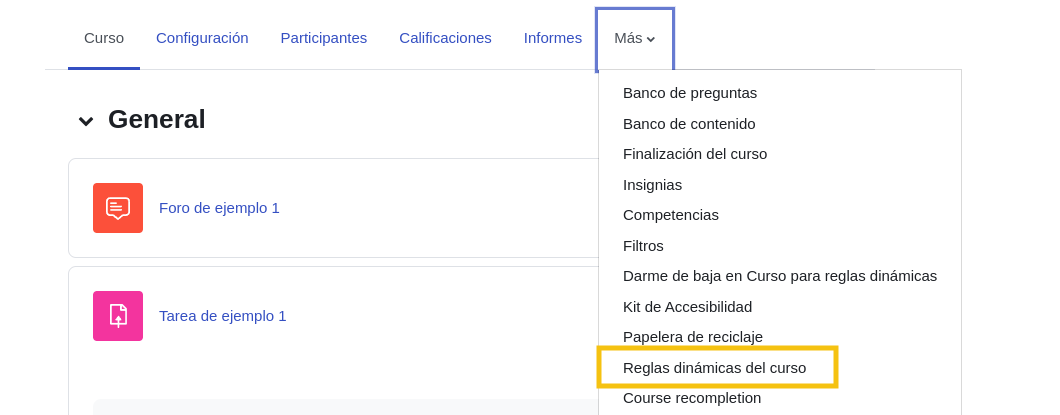 Curso Configuración Participantes Calificaciones Informes Más
Banco de preguntas
Banco de contenido
Finalización del curso
Insignias
Competencias
Filtros
Darme de baja en Curso para reglas dinámicas
Kit de Accesibilidad
Papelera de reciclaje
Reglas dinámicas del curso
Course recompletion
General
Foro de ejemplo 1
Tarea de ejemplo 1